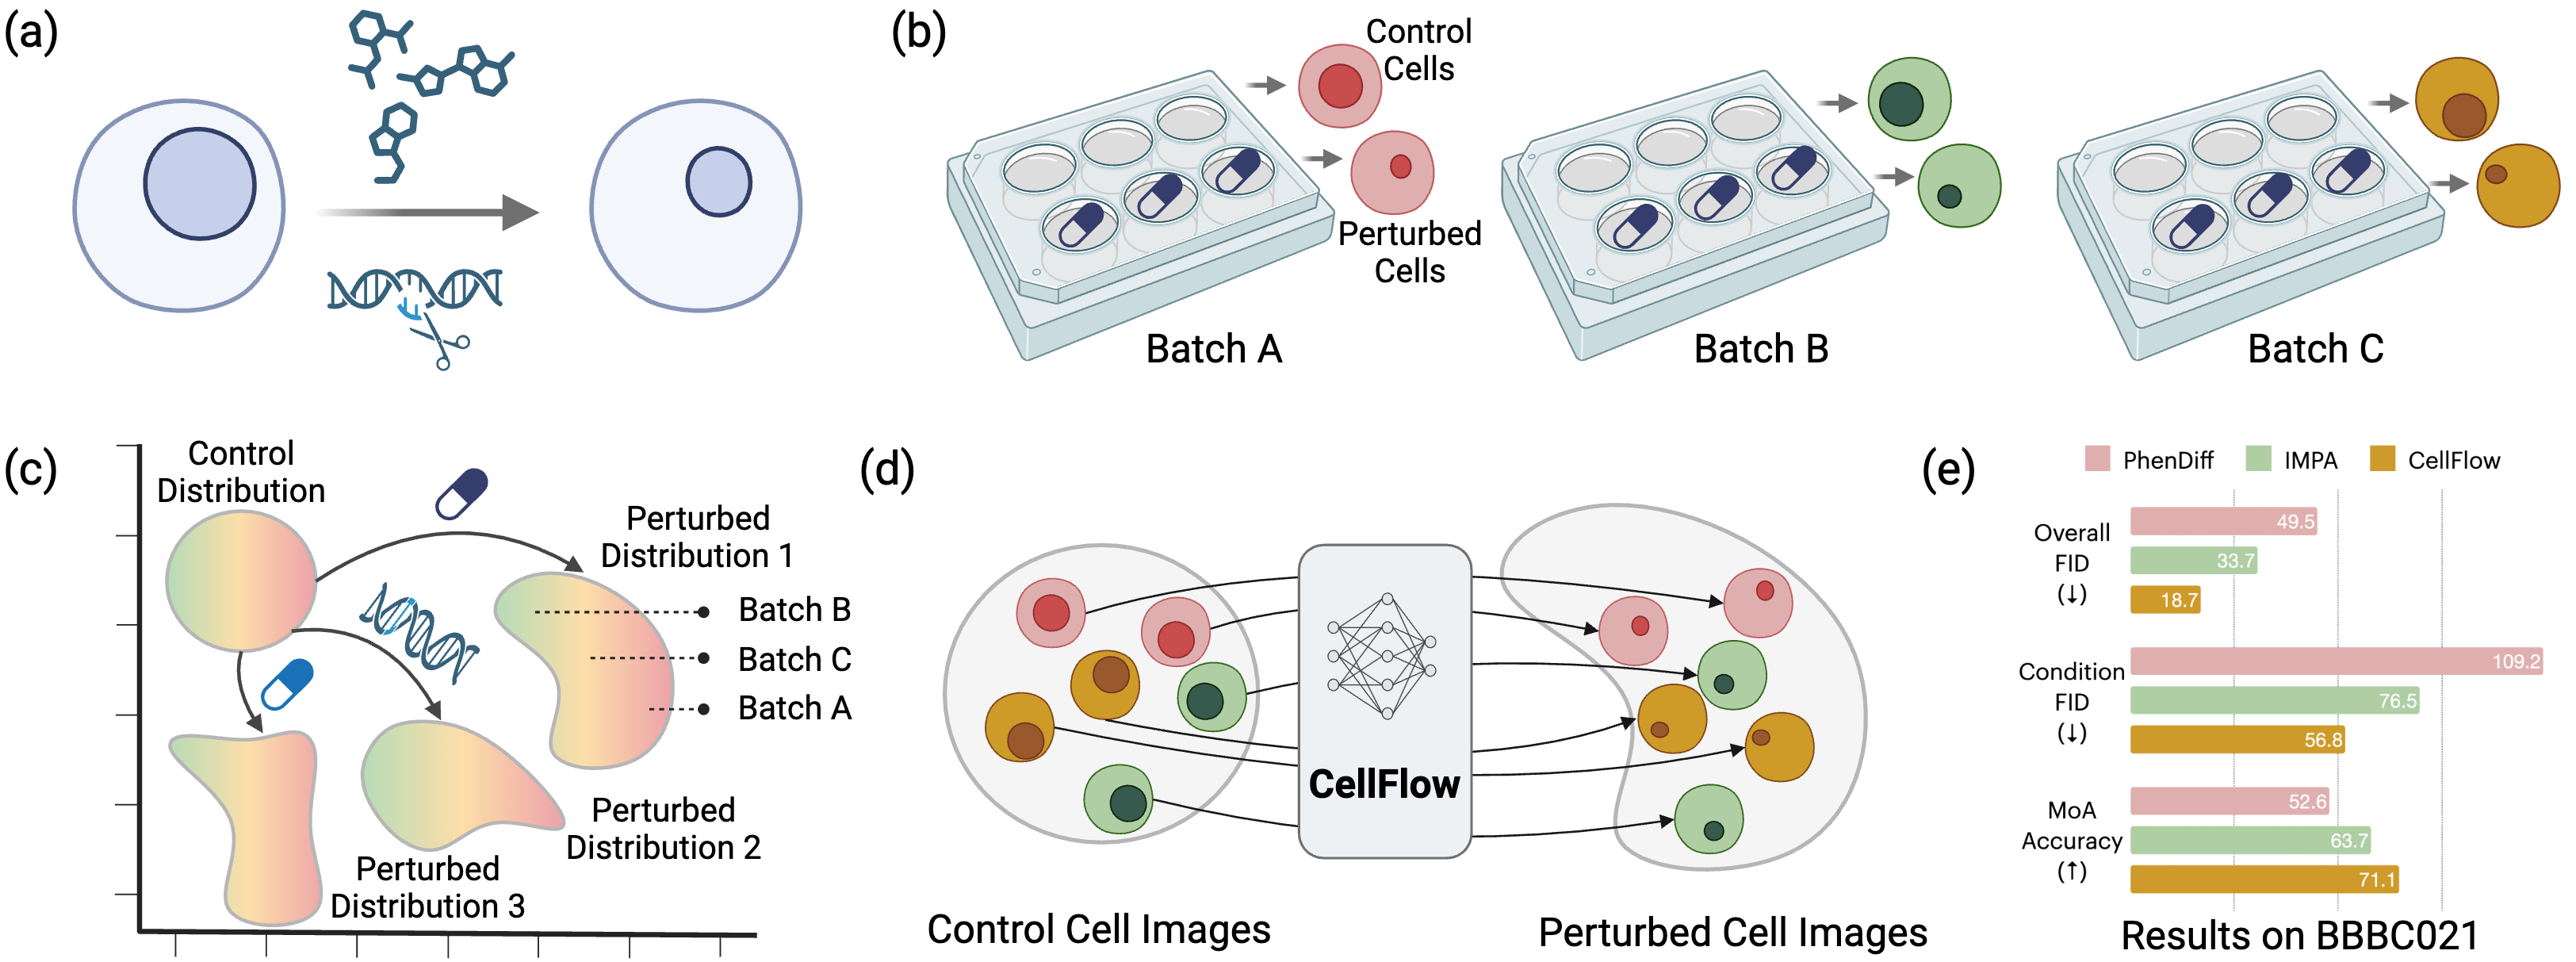 (a)
(b)
Control
Cells
Perturbed
Cells
Batch A
Batch B
Batch C
(c)
Control
Distribution
Perturbed
Distribution 1
Batch B
Batch C
Batch A
Perturbed
Distribution 2
Perturbed
Distribution 3
(d)
CellFlow
Control Cell Images
Perturbed Cell Images
(e)
PhenDiff
IMPA
CellFlow
Overall
FID
(↓)
49.5
33.7
18.7
Condition
FID
(↓)
109.2
76.5
56.8
MoA
Accuracy
(↑)
52.6
63.7
71.1
Results on BBBC021